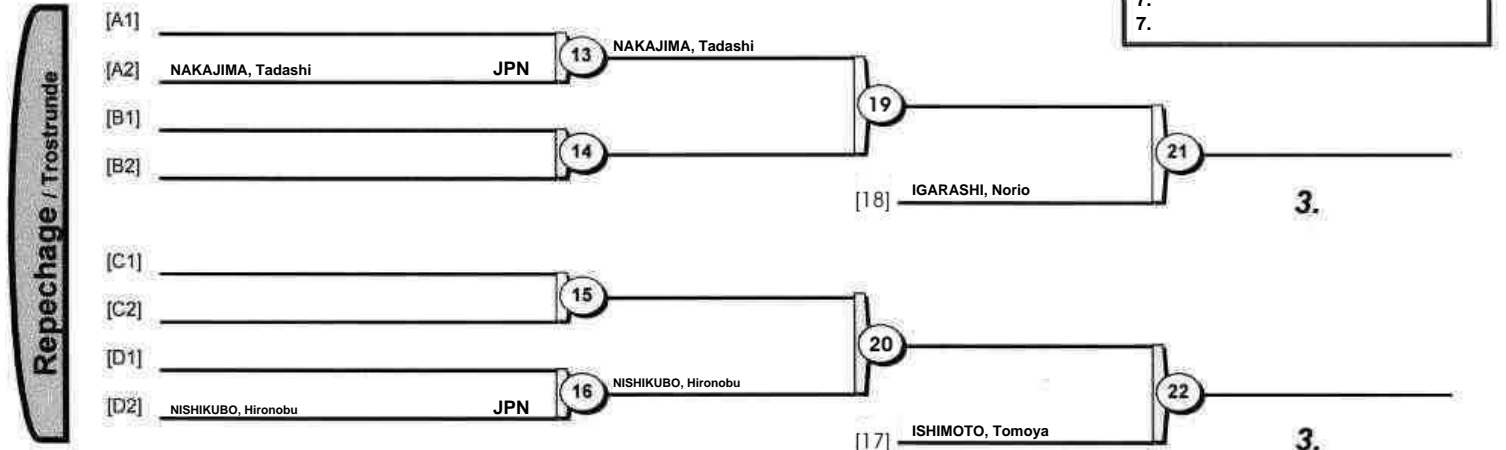 7.
7.
Repechage / Trostrunde
[A1]
13 NAKAJIMA, Tadashi
[A2] NAKAJIMA, Tadashi JPN
19
[B1]
14
[B2]
21
[18] IGARASHI, Norio
3.
[C1]
15
[C2]
20
[D1]
16 NISHIKUBO, Hironobu
[D2] NISHIKUBO, Hironobu JPN
22
[17] ISHIMOTO, Tomoya
3.